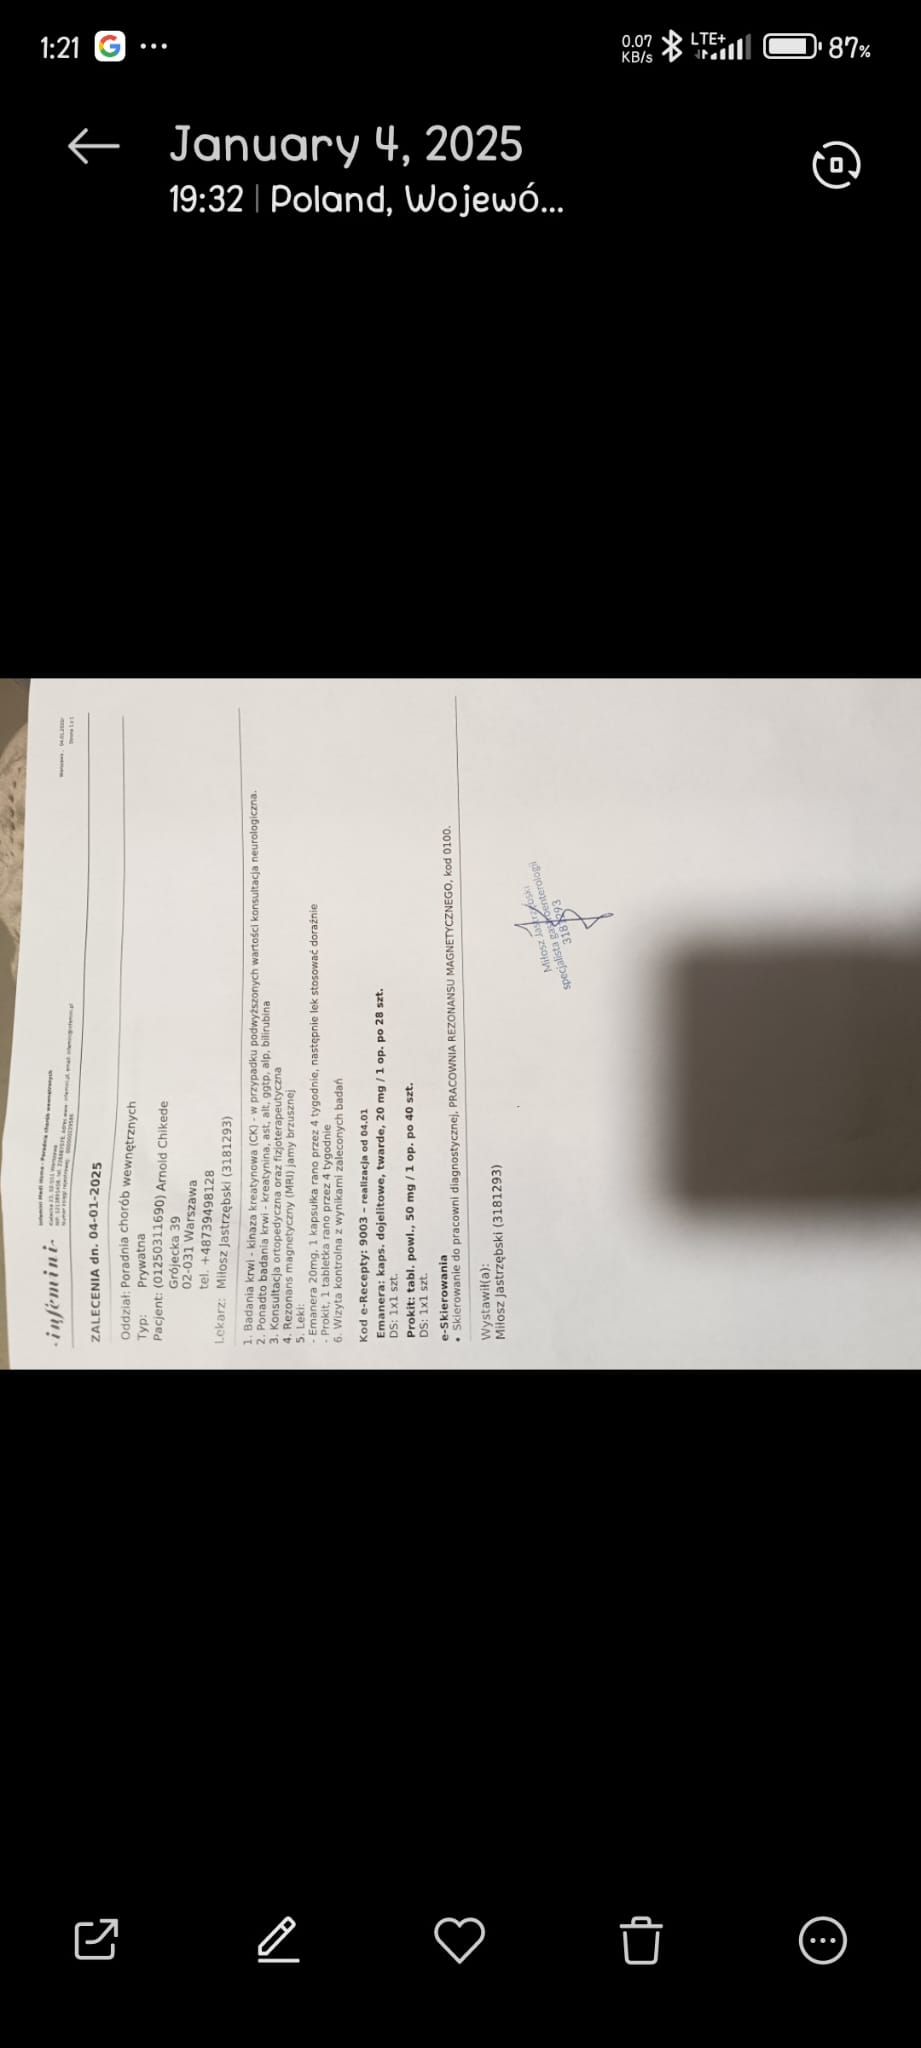 1:21
0.07 KB/s
LTE+
87%
January 4, 2025
19:32 | Poland, Wojewó...
·infemini·
Infemini Medi Home - Poradnia chorób wewnętrznych
Warszawa, 04.01.2025r
Strona 1 z 1
ZALECENIA dn. 04-01-2025
Oddział: Poradnia chorób wewnętrznych
Typ: Prywatna
Pacjent: (01250311690) Arnold Chikede
Grójecka 39
02-031 Warszawa
tel. +48739498128
Lekarz: Miłosz Jastrzębski (3181293)
1. Badania krwi - kinaza kreatynowa (CK) - w przypadku podwyższonych wartości konsultacja neurologiczna.
2. Ponadto badania krwi - kreatynina, ast, alt, ggtp, alp, bilirubina
3. Konsultacja ortopedyczna oraz fizjoterapeutyczna
4. Rezonans magnetyczny (MRI) jamy brzusznej
5. Leki:
- Emanera 20mg, 1 kapsułka rano przez 4 tygodnie, następnie lek stosować doraźnie
- Prokit, 1 tabletka rano przez 4 tygodnie
6. Wizyta kontrolna z wynikami zaleconych badań
Kod e-Recepty: 9003 – realizacja od 04.01
Emanera: kaps. dojelitowe, twarde, 20 mg / 1 op. po 28 szt.
DS: 1x1 szt.
Prokit: tabl. powl., 50 mg / 1 op. po 40 szt.
DS: 1x1 szt.
e-Skierowania
• Skierowanie do pracowni diagnostycznej, PRACOWNIA REZONANSU MAGNETYCZNEGO, kod 0100.
Wystawił(a):
Miłosz Jastrzębski (3181293)
Miłosz Jastrzębski
specjalista gastroenterologii
3181293